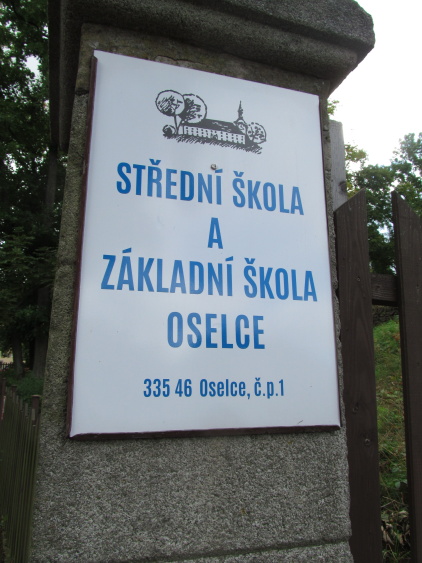 STŘEDNÍ ŠKOLA
A
ZÁKLADNÍ ŠKOLA
OSELCE
335 46 Oselce, č.p.1